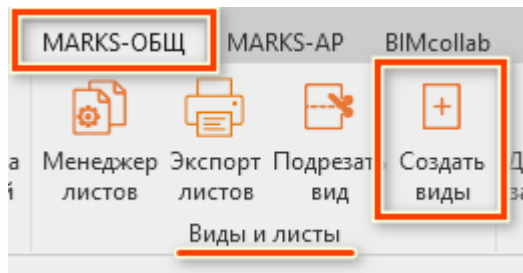 MARKS-ОБЩ MARKS-АР BIMcollab
Менеджер Экспорт Подрезать Создать
листов листов вид виды
Виды и листы